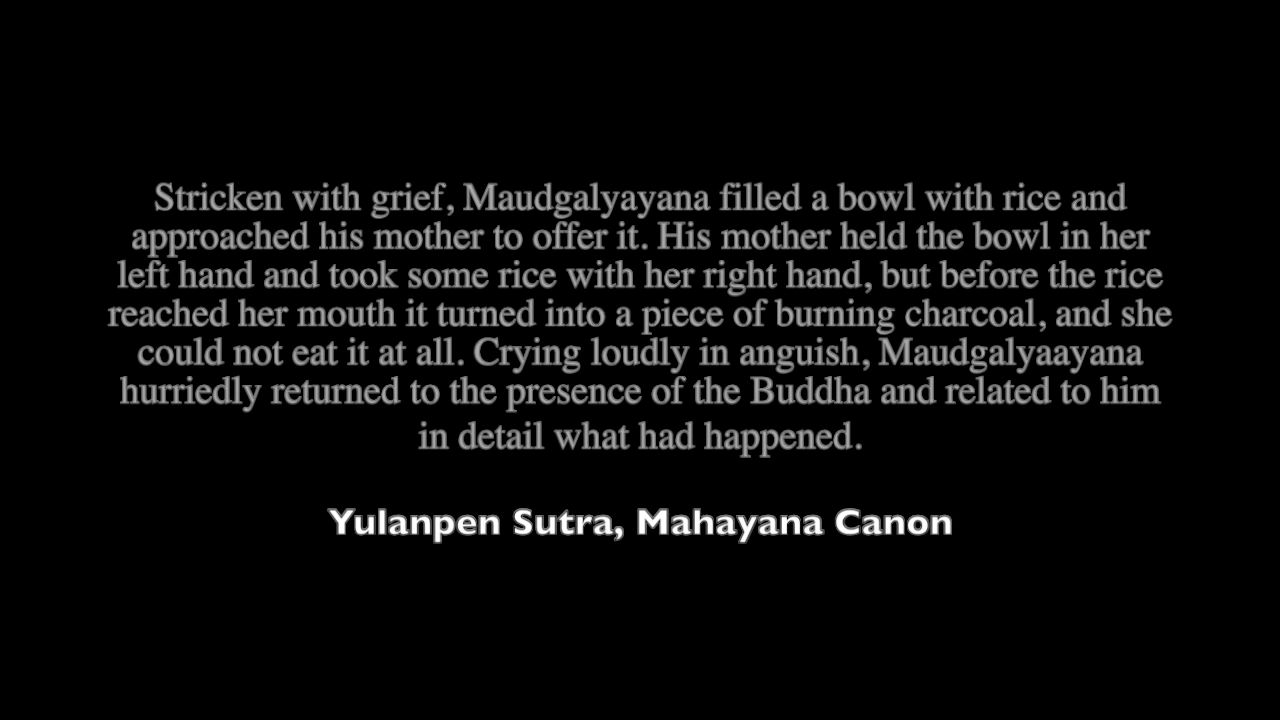 Stricken with grief, Maudgalyayana filled a bowl with rice and
approached his mother to offer it. His mother held the bowl in her
left hand and took some rice with her right hand, but before the rice
reached her mouth it turned into a piece of burning charcoal, and she
could not eat it at all. Crying loudly in anguish, Maudgalyaayana
hurriedly returned to the presence of the Buddha and related to him
in detail what had happened.
Yulanpen Sutra, Mahayana Canon